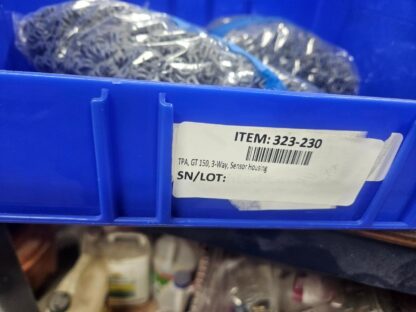 ITEM: 323-230
TPA, GT 150, 3-Way, Sensor Housing
SN/LOT: